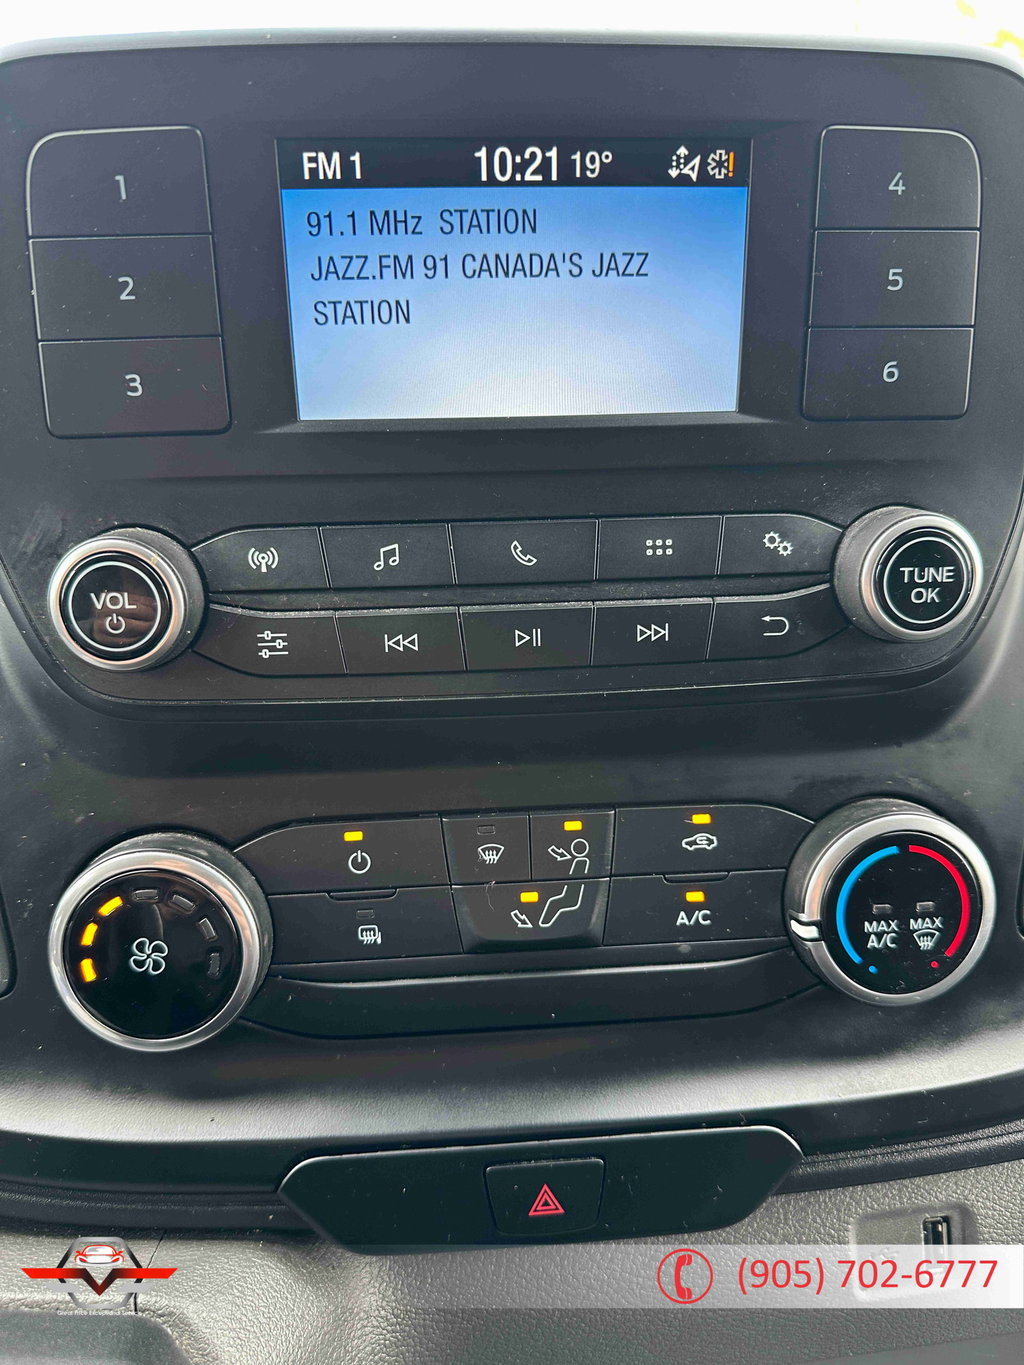 FM 1 10:21 19°
91.1 MHz STATION
JAZZ.FM 91 CANADA'S JAZZ
STATION
1
2
3
4
5
6
VOL
TUNE
OK
A/C
MAX
A/C
MAX
(905) 702-6777